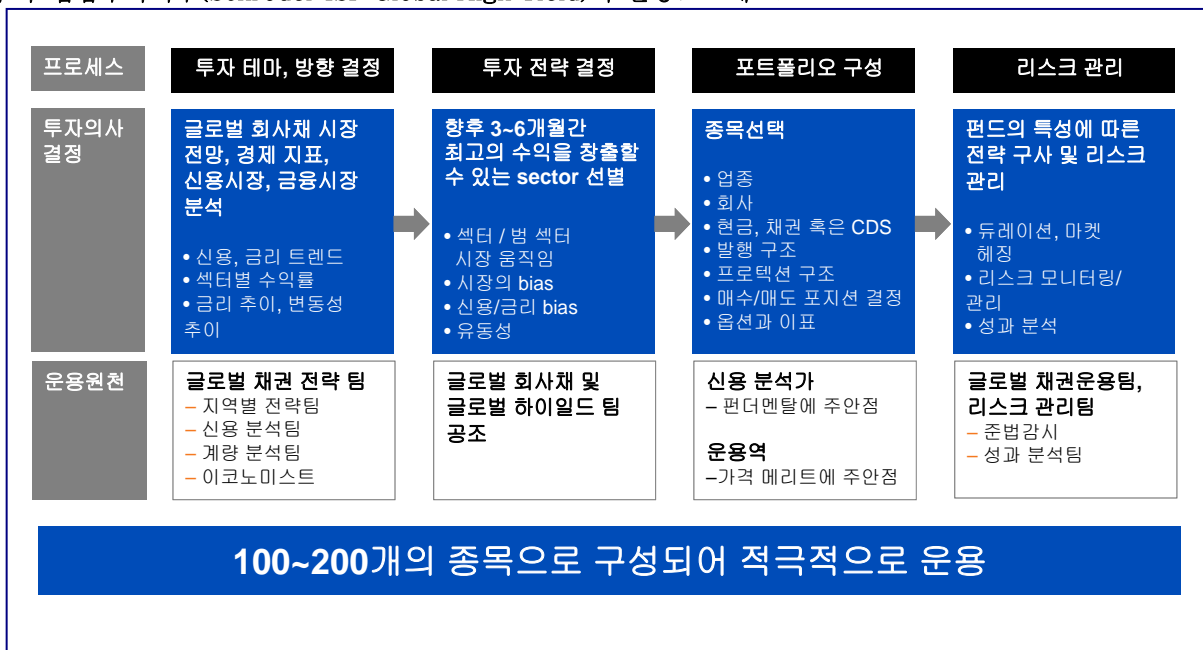 (Schroder ISF Global High Yield)
프로세스
투자 테마, 방향 결정
투자 전략 결정
포트폴리오 구성
리스크 관리
투자의사
결정
글로벌 회사채 시장
전망, 경제 지표,
신용시장, 금융시장
분석
• 신용, 금리 트렌드
• 섹터별 수익률
• 금리 추이, 변동성
추이
향후 3~6개월간
최고의 수익을 창출할
수 있는 sector 선별
• 섹터 / 범 섹터
시장 움직임
• 시장의 bias
• 신용/금리 bias
• 유동성
종목선택
• 업종
• 회사
• 현금, 채권 혹은 CDS
• 발행 구조
• 프로텍션 구조
• 매수/매도 포지션 결정
• 옵션과 이표
펀드의 특성에 따른
전략 구사 및 리스크
관리
• 듀레이션, 마켓
헤징
• 리스크 모니터링/
관리
• 성과 분석
운용원천
글로벌 채권 전략 팀
– 지역별 전략팀
– 신용 분석팀
– 계량 분석팀
– 이코노미스트
글로벌 회사채 및
글로벌 하이일드 팀
공조
신용 분석가
– 펀더멘탈에 주안점
운용역
–가격 메리트에 주안점
글로벌 채권운용팀,
리스크 관리팀
– 준법감시
– 성과 분석팀
100~200개의 종목으로 구성되어 적극적으로 운용